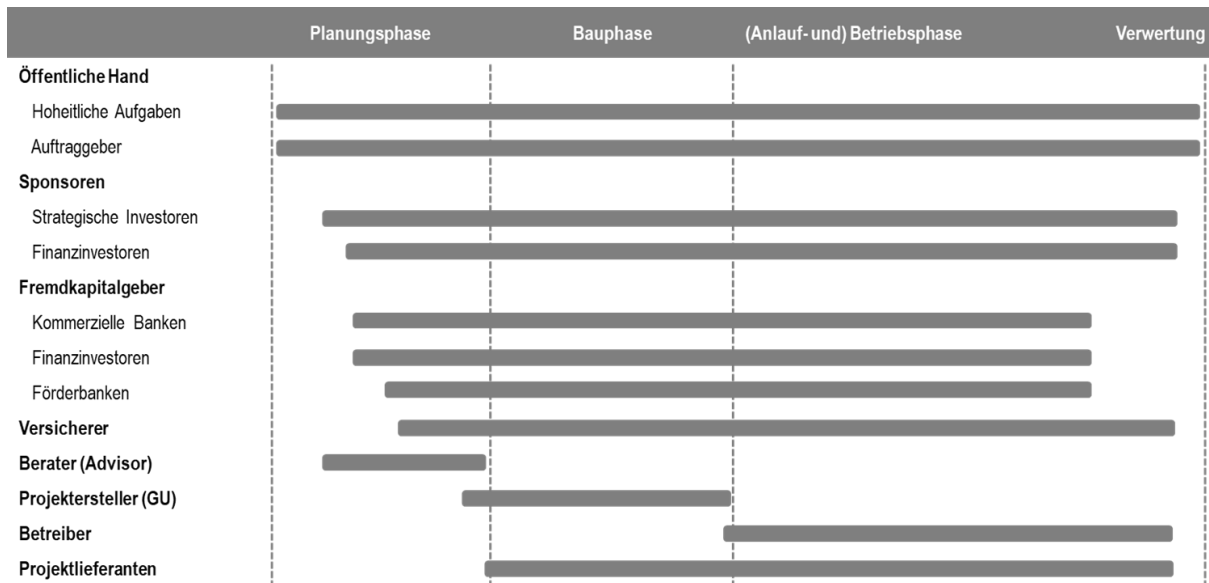 Planungsphase Bauphase (Anlauf- und) Betriebsphase Verwertung
Öffentliche Hand
Hoheitliche Aufgaben
Auftraggeber
Sponsoren
Strategische Investoren
Finanzinvestoren
Fremdkapitalgeber
Kommerzielle Banken
Finanzinvestoren
Förderbanken
Versicherer
Berater (Advisor)
Projektersteller (GU)
Betreiber
Projektlieferanten